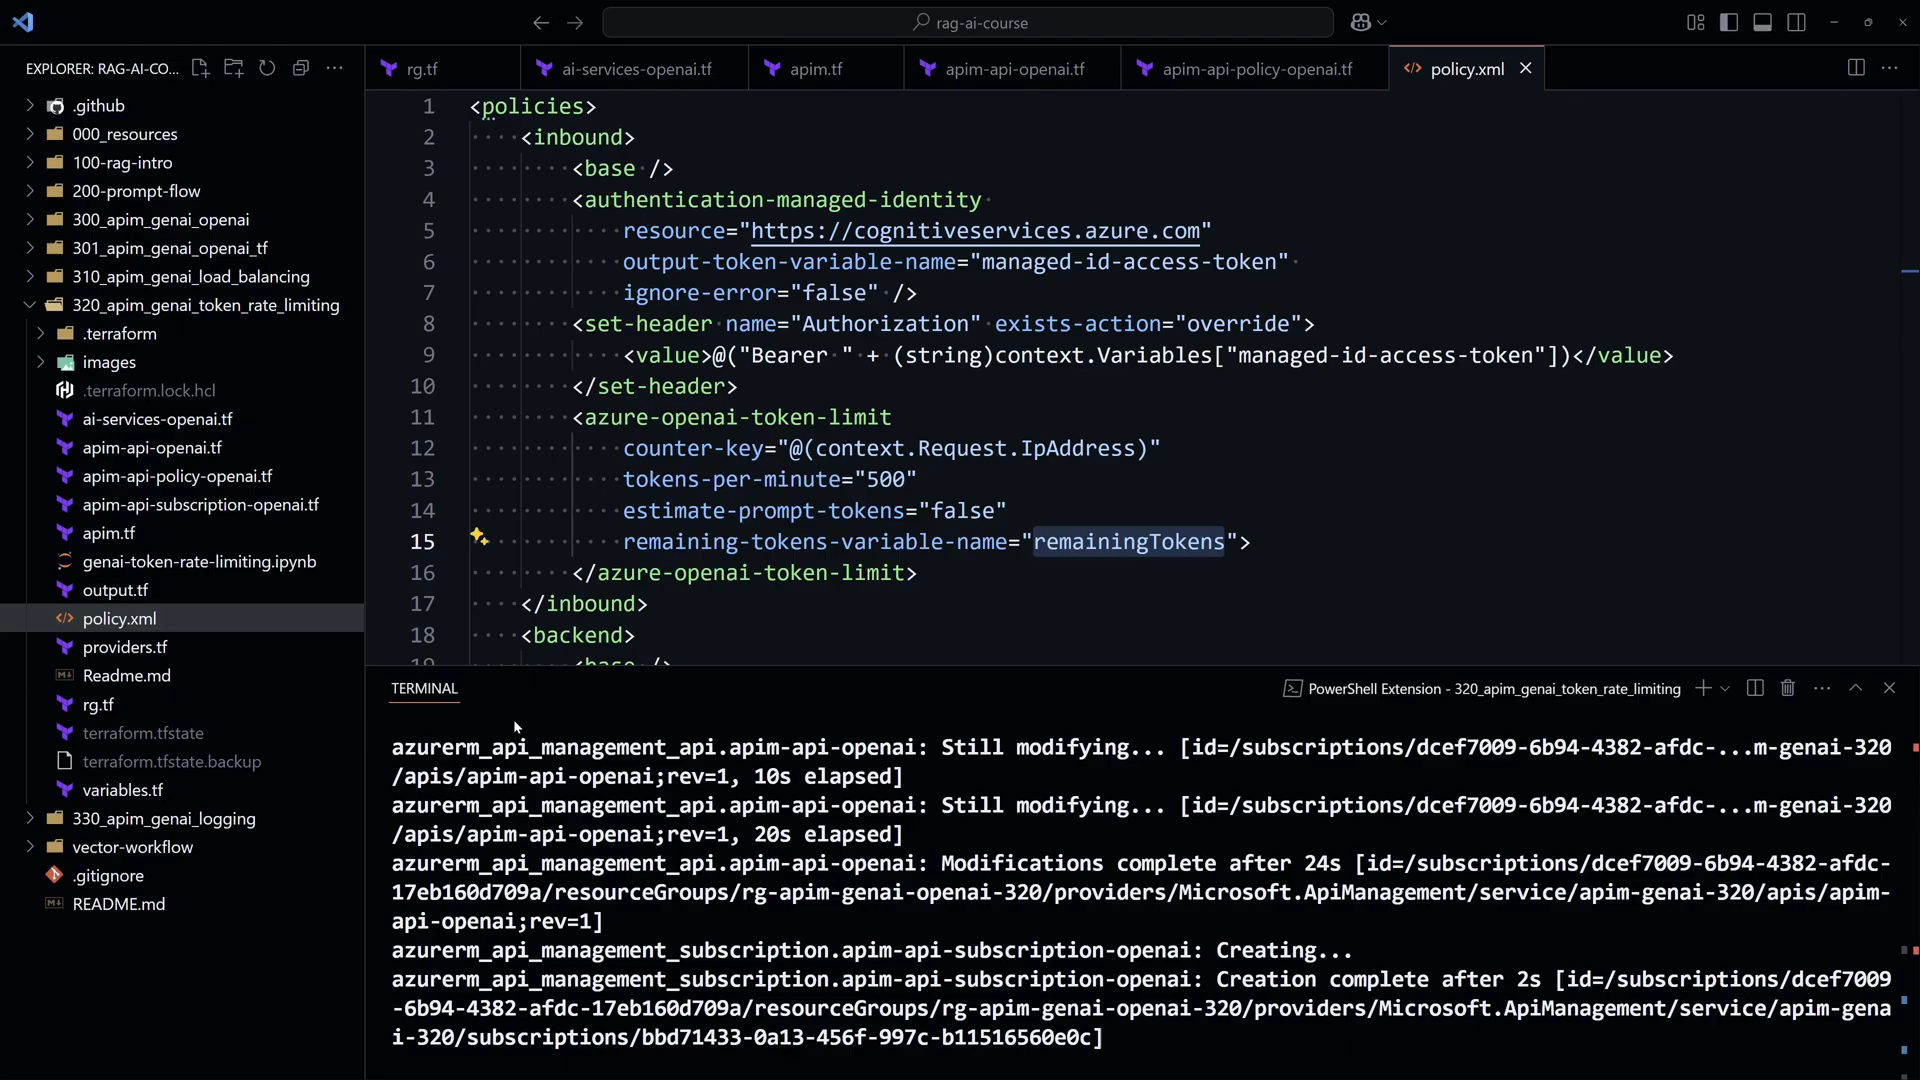 rag-ai-course
EXPLORER: RAG-AI-CO...
.github
000_resources
100-rag-intro
200-prompt-flow
300_apim_genai_openai
301_apim_genai_openai_tf
310_apim_genai_load_balancing
320_apim_genai_token_rate_limiting
.terraform
images
.terraform.lock.hcl
ai-services-openai.tf
apim-api-openai.tf
apim-api-policy-openai.tf
apim-api-subscription-openai.tf
apim.tf
genai-token-rate-limiting.ipynb
output.tf
policy.xml
providers.tf
Readme.md
rg.tf
terraform.tfstate
terraform.tfstate.backup
variables.tf
330_apim_genai_logging
vector-workflow
.gitignore
README.md
rg.tf ai-services-openai.tf apim.tf apim-api-openai.tf apim-api-policy-openai.tf policy.xml
1 <policies>
2 <inbound>
3 <base />
4 <authentication-managed-identity
5 resource="https://cognitiveservices.azure.com"
6 output-token-variable-name="managed-id-access-token"
7 ignore-error="false" />
8 <set-header name="Authorization" exists-action="override">
9 <value>@("Bearer " + (string)context.Variables["managed-id-access-token"])</value>
10 </set-header>
11 <azure-openai-token-limit
12 counter-key="@(context.Request.IpAddress)"
13 tokens-per-minute="500"
14 estimate-prompt-tokens="false"
15 remaining-tokens-variable-name="remainingTokens">
16 </azure-openai-token-limit>
17 </inbound>
18 <backend>
19 <base />
TERMINAL
PowerShell Extension - 320_apim_genai_token_rate_limiting
azurerm_api_management_api.apim-api-openai: Still modifying... [id=/subscriptions/dcef7009-6b94-4382-afdc-...m-genai-320
/apis/apim-api-openai;rev=1, 10s elapsed]
azurerm_api_management_api.apim-api-openai: Still modifying... [id=/subscriptions/dcef7009-6b94-4382-afdc-...m-genai-320
/apis/apim-api-openai;rev=1, 20s elapsed]
azurerm_api_management_api.apim-api-openai: Modifications complete after 24s [id=/subscriptions/dcef7009-6b94-4382-afdc-
17eb160d709a/resourceGroups/rg-apim-genai-openai-320/providers/Microsoft.ApiManagement/service/apim-genai-320/apis/apim-
api-openai;rev=1]
azurerm_api_management_subscription.apim-api-subscription-openai: Creating...
azurerm_api_management_subscription.apim-api-subscription-openai: Creation complete after 2s [id=/subscriptions/dcef7009
-6b94-4382-afdc-17eb160d709a/resourceGroups/rg-apim-genai-openai-320/providers/Microsoft.ApiManagement/service/apim-gena
i-320/subscriptions/bbd71433-0a13-456f-997c-b11516560e0c]